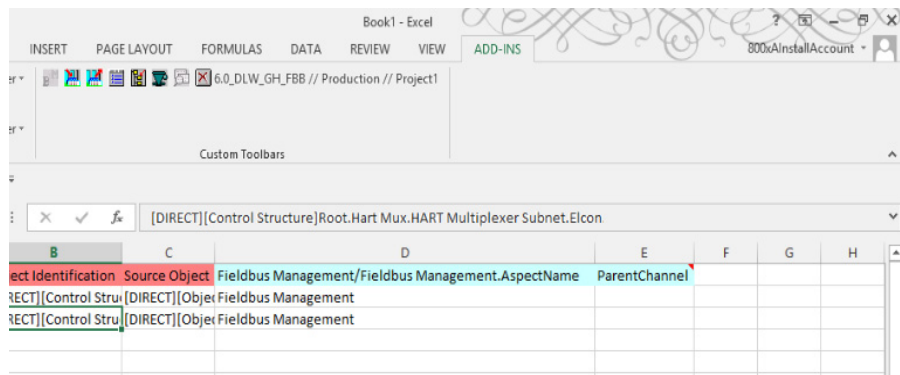 Book1 - Excel
INSERT PAGE LAYOUT FORMULAS DATA REVIEW VIEW ADD-INS 800xAInstallAccount
6.0_DLW_GH_FBB // Production // Project1
Custom Toolbars
fx [DIRECT][Control Structure]Root.Hart Mux.HART Multiplexer Subnet.Elcon
B C D E F G H
ect Identification Source Object Fieldbus Management/Fieldbus Management.AspectName ParentChannel
RECT][Control Stru [DIRECT][Objec Fieldbus Management
RECT][Control Stru [DIRECT][Objec Fieldbus Management